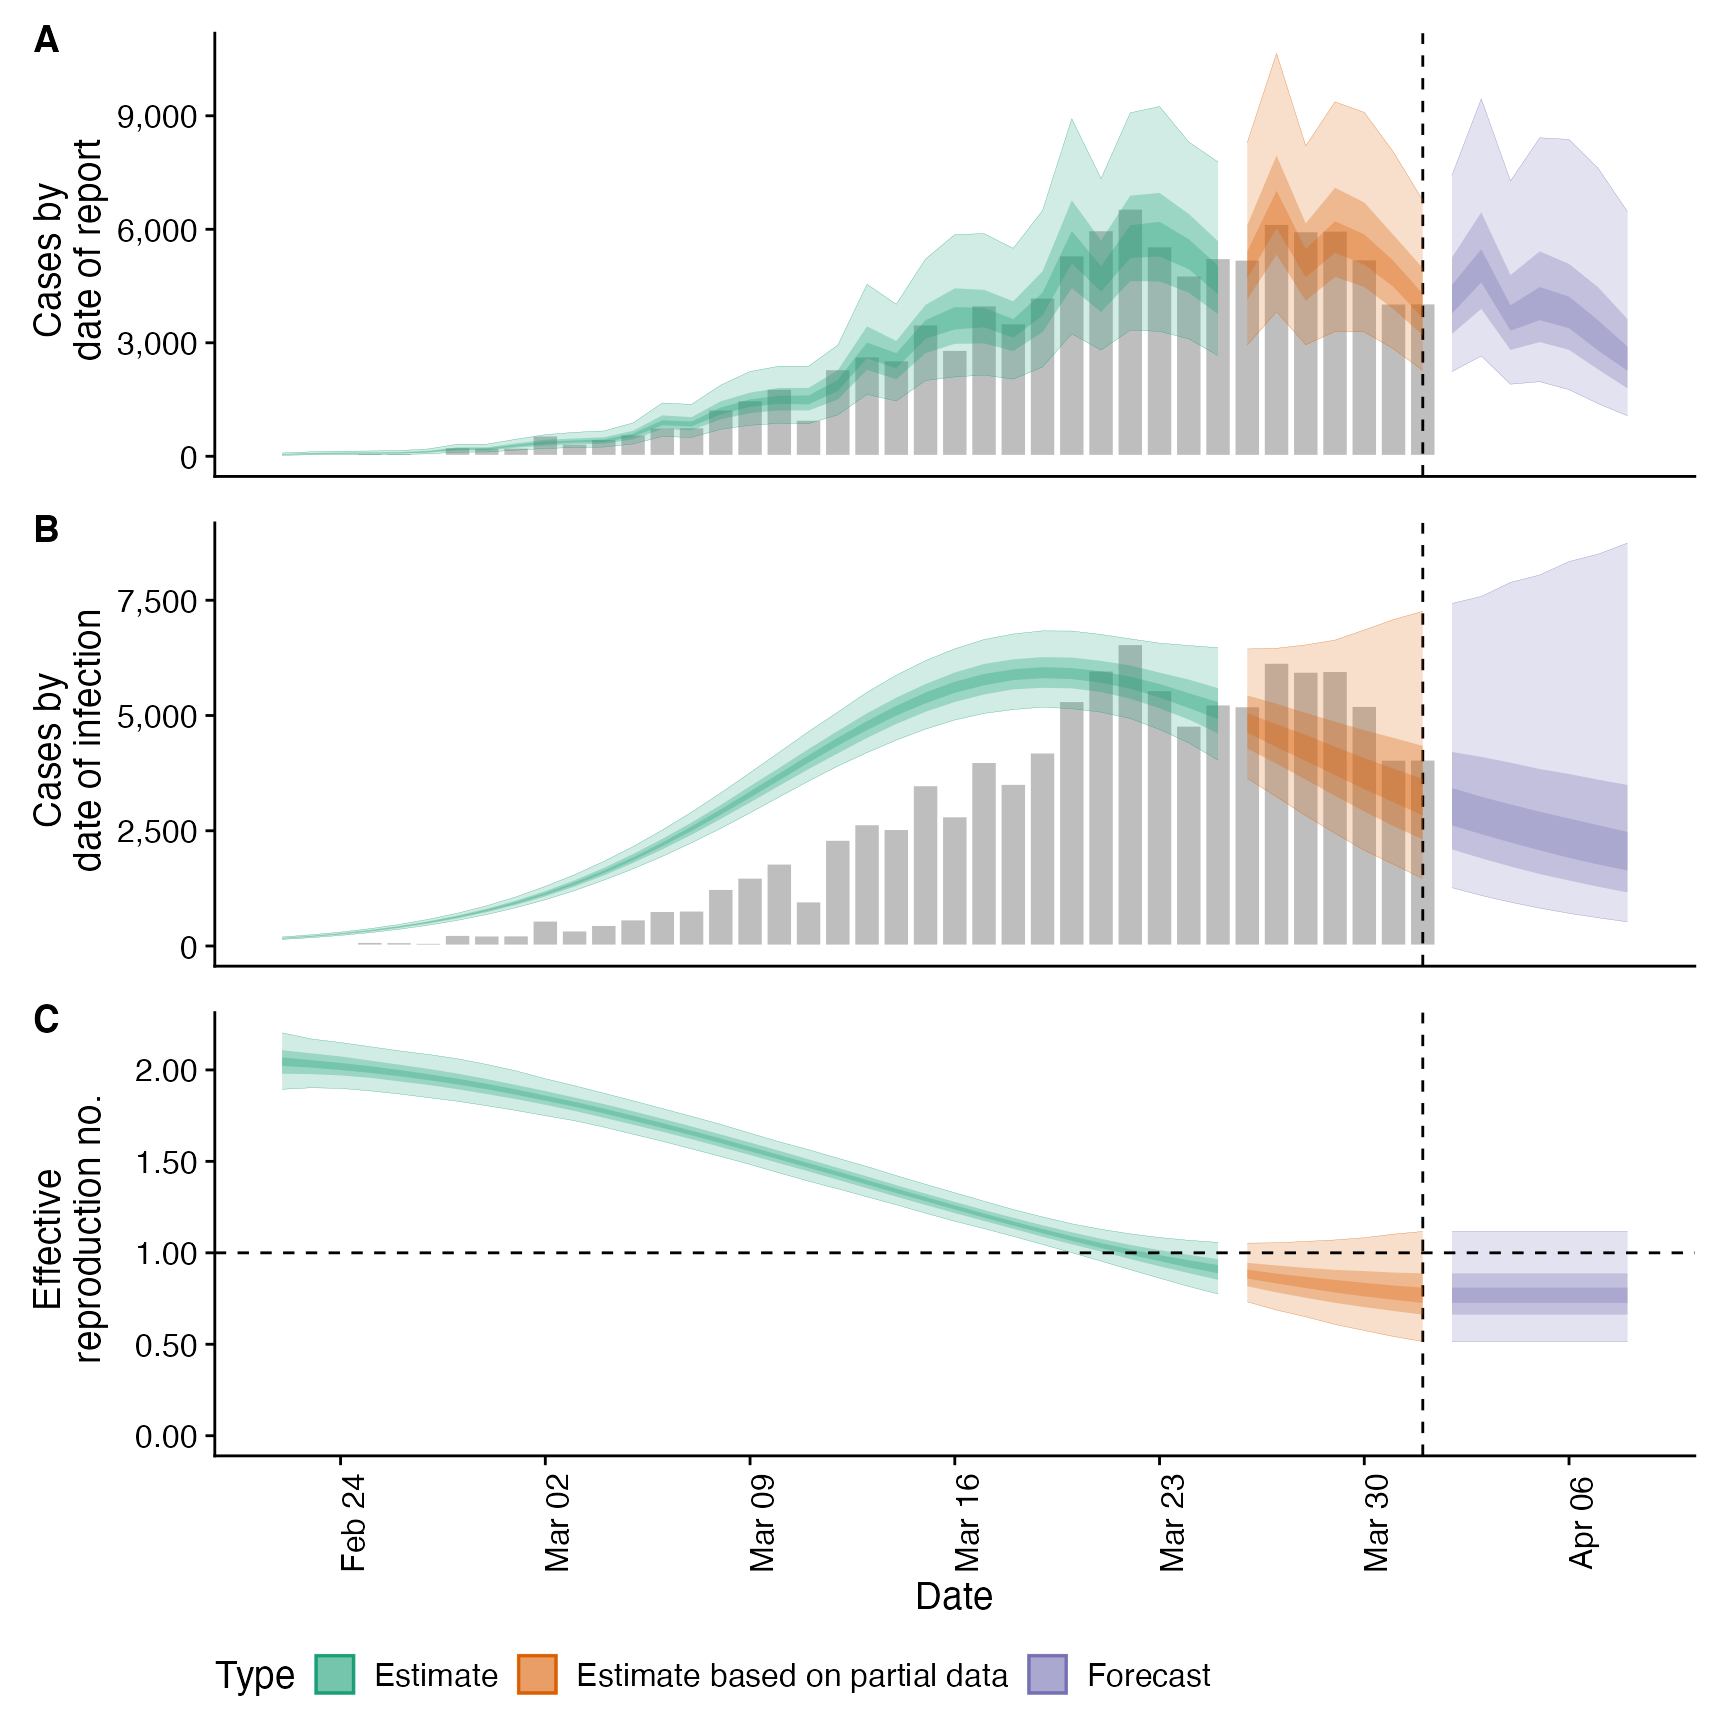 A
Cases by
date of report
9,000
6,000
3,000
0
B
Cases by
date of infection
7,500
5,000
2,500
0
C
Effective
reproduction no.
2.00
1.50
1.00
0.50
0.00
Feb 24
Mar 02
Mar 09
Mar 16
Mar 23
Mar 30
Apr 06
Date
Type Estimate Estimate based on partial data Forecast